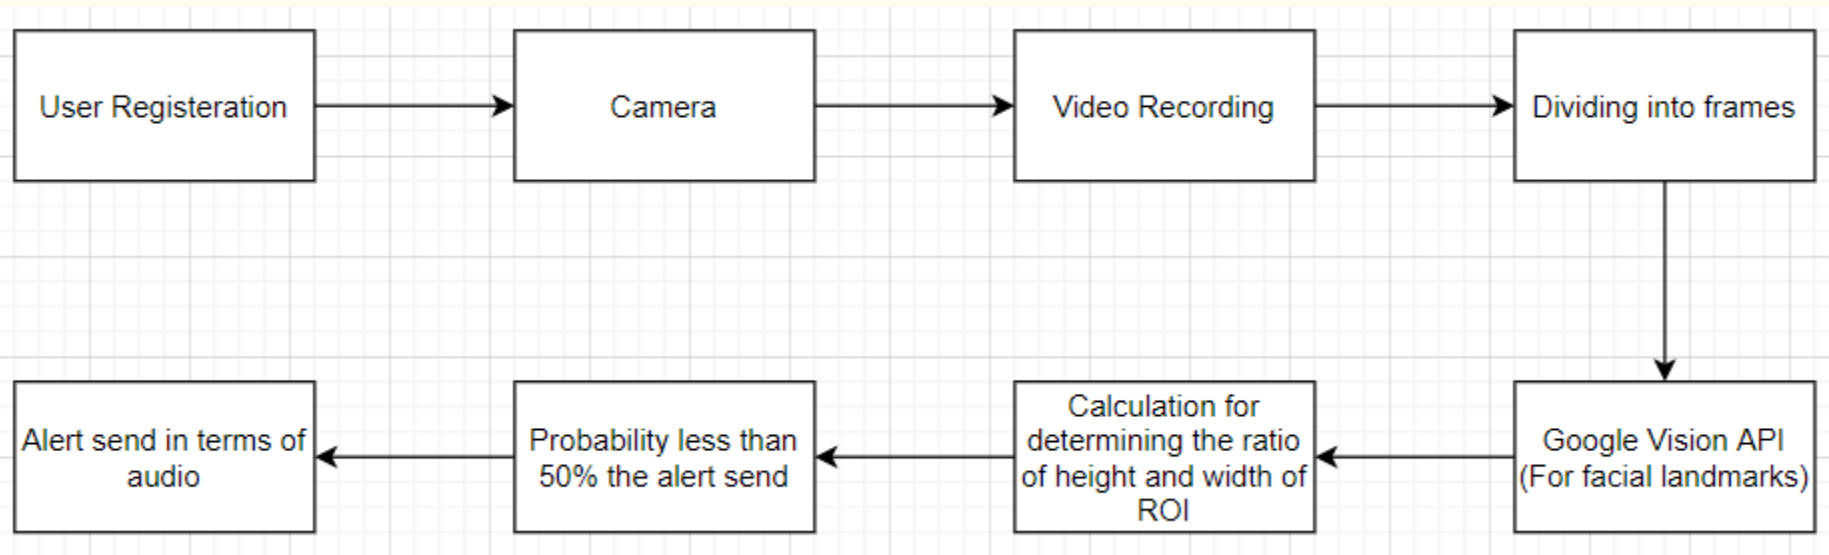 User Registeration
Camera
Video Recording
Dividing into frames
Google Vision API
(For facial landmarks)
Calculation for
determining the ratio
of height and width of
ROI
Probability less than
50% the alert send
Alert send in terms of
audio